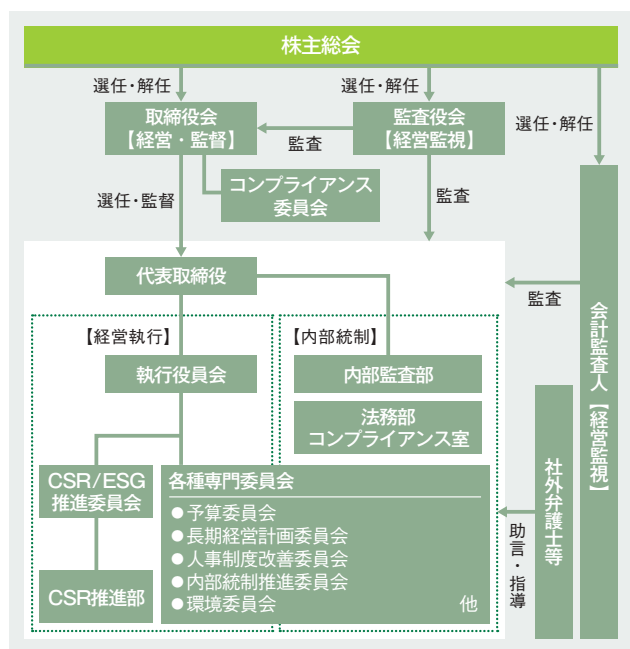 株主総会
選任・解任
選任・解任
選任・解任
取締役会
【経営・監督】
監査
監査役会
【経営監視】
コンプライアンス
委員会
選任・監督
監査
代表取締役
監査
会計監査人【経営監視】
【経営執行】
【内部統制】
執行役員会
内部監査部
法務部
コンプライアンス室
社外弁護士等
助言・指導
CSR/ESG
推進委員会
CSR推進部
各種専門委員会
●予算委員会
●長期経営計画委員会
●人事制度改善委員会
●内部統制推進委員会
●環境委員会 他